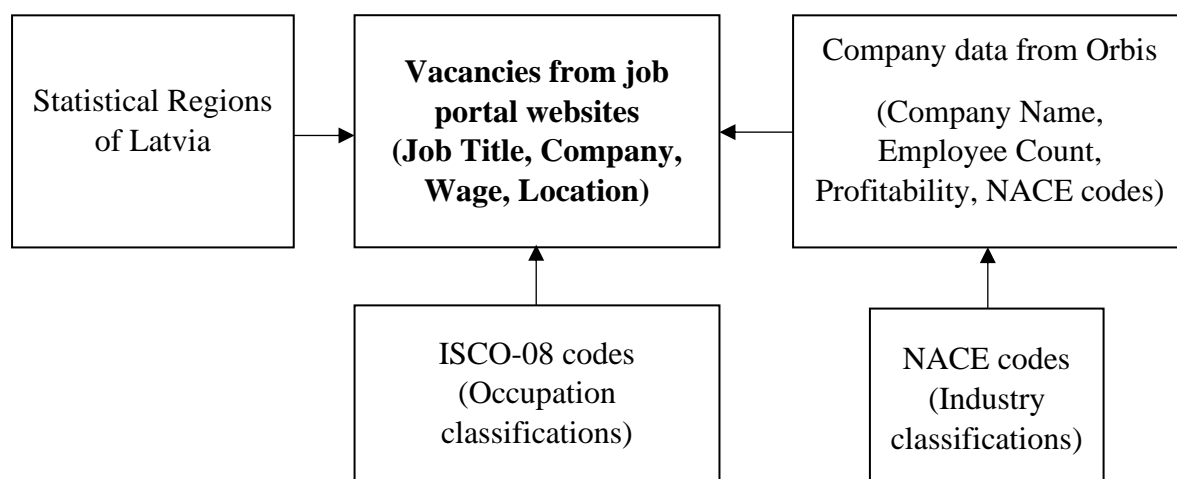 Statistical Regions
of Latvia
Vacancies from job
portal websites
(Job Title, Company,
Wage, Location)
Company data from Orbis
(Company Name,
Employee Count,
Profitability, NACE codes)
ISCO-08 codes
(Occupation
classifications)
NACE codes
(Industry
classifications)